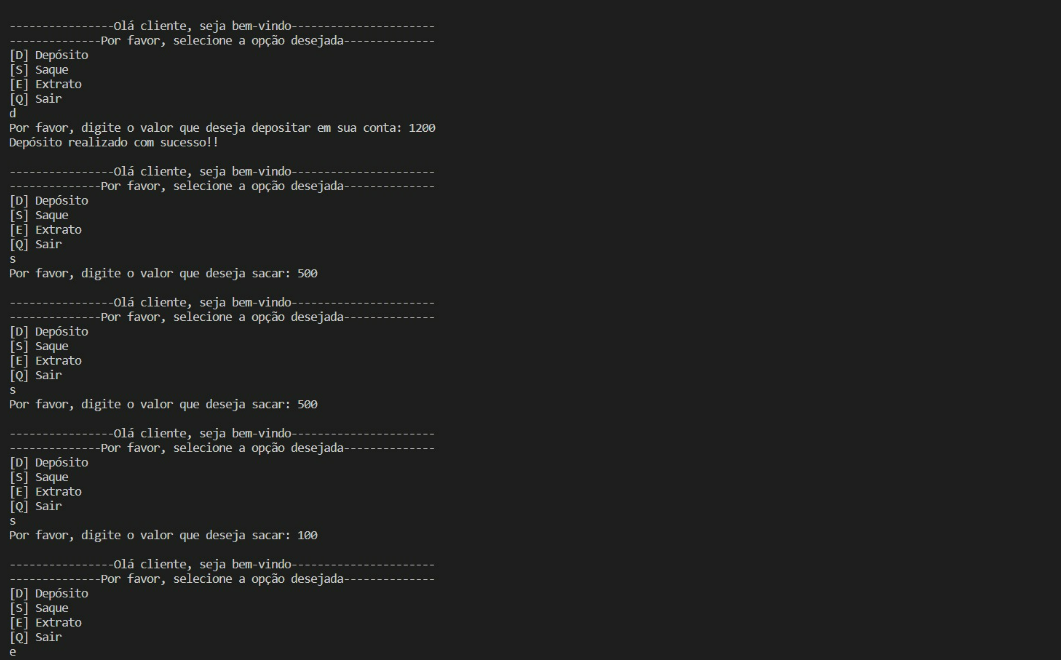 ----------------Olá cliente, seja bem-vindo----------------------
--------------Por favor, selecione a opção desejada--------------
[D] Depósito
[S] Saque
[E] Extrato
[Q] Sair
d
Por favor, digite o valor que deseja depositar em sua conta: 1200
Depósito realizado com sucesso!!
----------------Olá cliente, seja bem-vindo----------------------
--------------Por favor, selecione a opção desejada--------------
[D] Depósito
[S] Saque
[E] Extrato
[Q] Sair
s
Por favor, digite o valor que deseja sacar: 500
----------------Olá cliente, seja bem-vindo----------------------
--------------Por favor, selecione a opção desejada--------------
[D] Depósito
[S] Saque
[E] Extrato
[Q] Sair
s
Por favor, digite o valor que deseja sacar: 500
----------------Olá cliente, seja bem-vindo----------------------
--------------Por favor, selecione a opção desejada--------------
[D] Depósito
[S] Saque
[E] Extrato
[Q] Sair
s
Por favor, digite o valor que deseja sacar: 100
----------------Olá cliente, seja bem-vindo----------------------
--------------Por favor, selecione a opção desejada--------------
[D] Depósito
[S] Saque
[E] Extrato
[Q] Sair
e